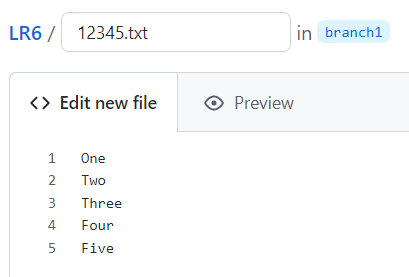 LR6 / 12345.txt in branch1
<> Edit new file Preview
1 One
2 Two
3 Three
4 Four
5 Five